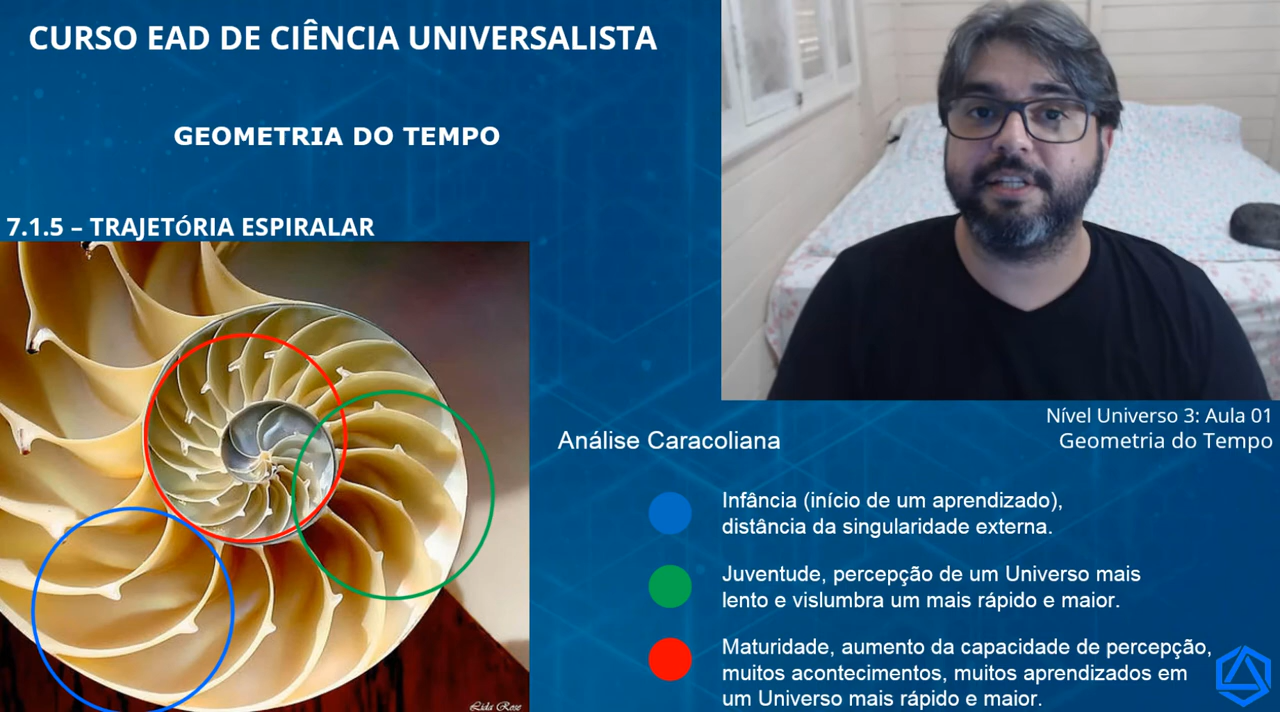 CURSO EAD DE CIÊNCIA UNIVERSALISTA
GEOMETRIA DO TEMPO
7.1.5 – TRAJETÓRIA ESPIRALAR
Lida Rose
Nível Universo 3: Aula 01
Geometria do Tempo
Análise Caracoliana
Infância (início de um aprendizado),
distância da singularidade externa.
Juventude, percepção de um Universo mais
lento e vislumbra um mais rápido e maior.
Maturidade, aumento da capacidade de percepção,
muitos acontecimentos, muitos aprendizados em
um Universo mais rápido e maior.